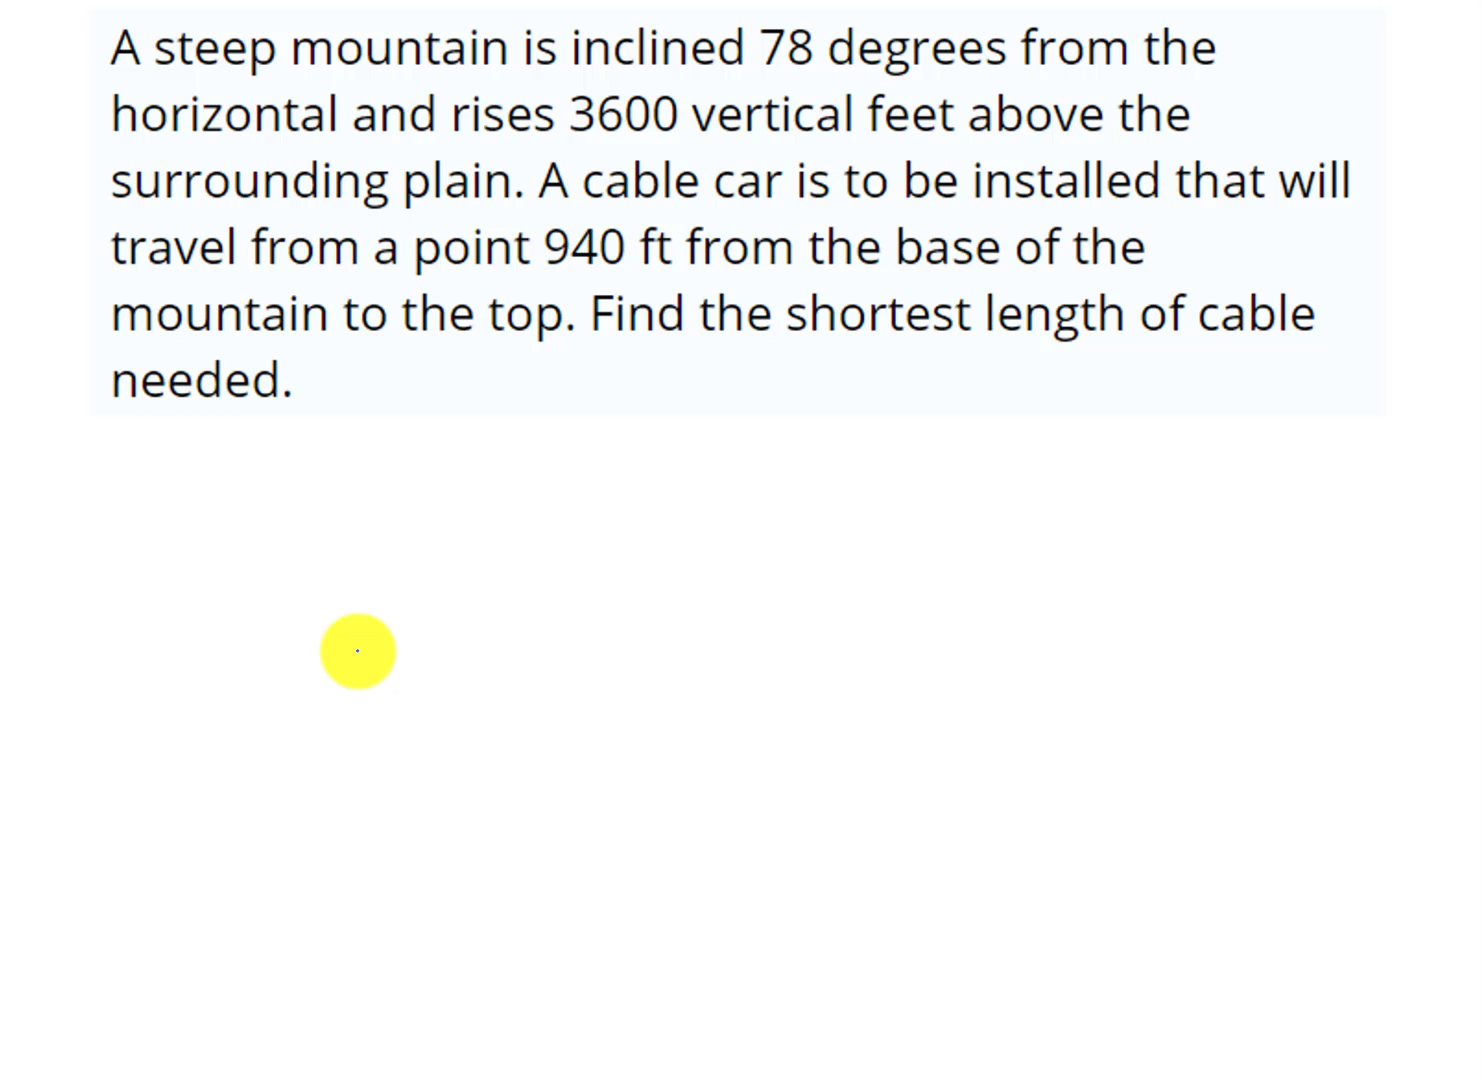 A steep mountain is inclined 78 degrees from the
horizontal and rises 3600 vertical feet above the
surrounding plain. A cable car is to be installed that will
travel from a point 940 ft from the base of the
mountain to the top. Find the shortest length of cable
needed.